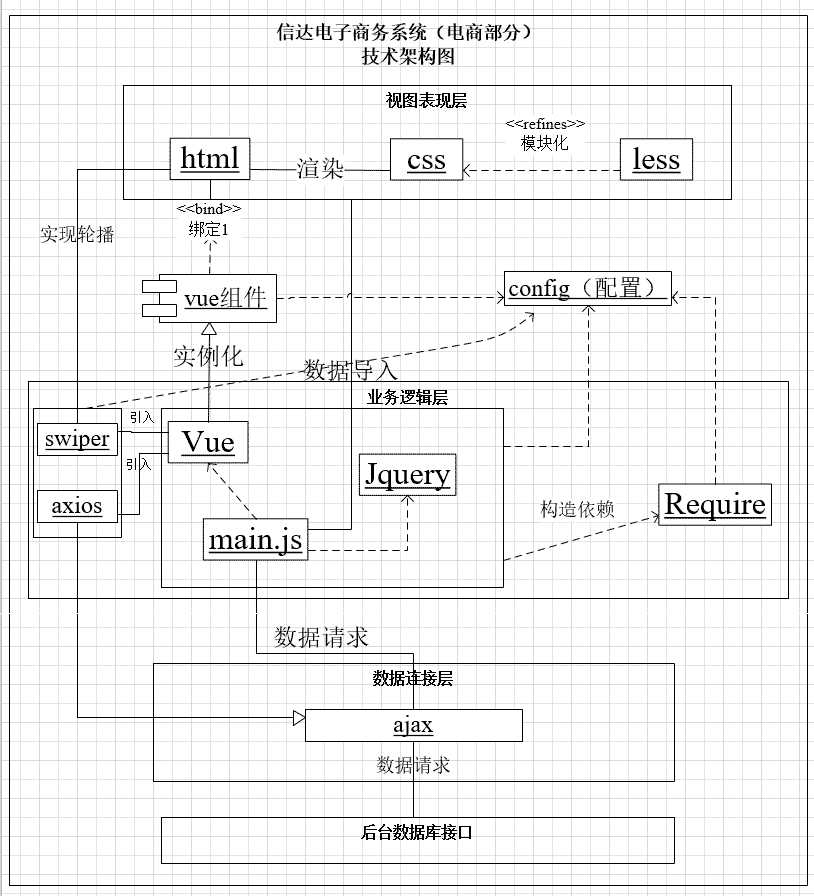 信达电子商务系统（电商部分）
技术架构图
视图表现层
html
渲染
css
<<refines>>
模块化
less
<<bind>>
绑定1
实现轮播
vue组件
config（配置）
实例化
数据导入
业务逻辑层
引入
swiper
Vue
引入
Jquery
axios
Require
构造依赖
main.js
数据请求
数据连接层
ajax
数据请求
后台数据库接口